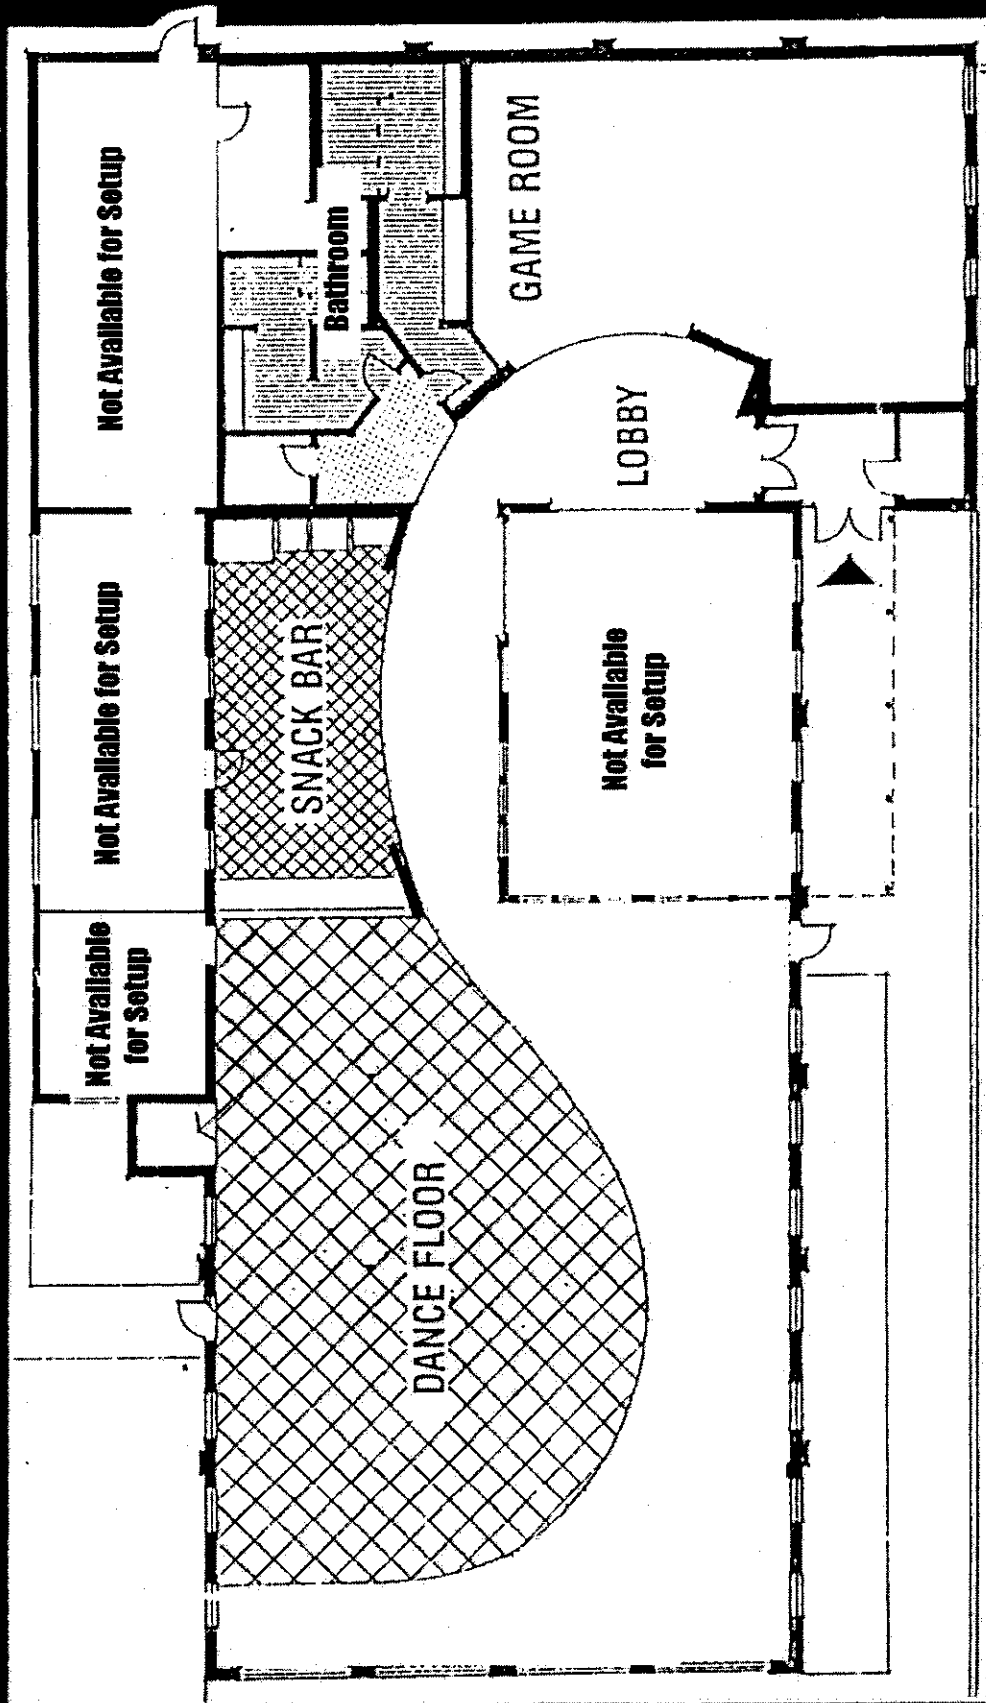 Not Available for Setup
Not Available for Setup
Not Available
for Setup
Bathroom
GAME ROOM
LOBBY
SNACK BAR
Not Available
for Setup
DANCE FLOOR